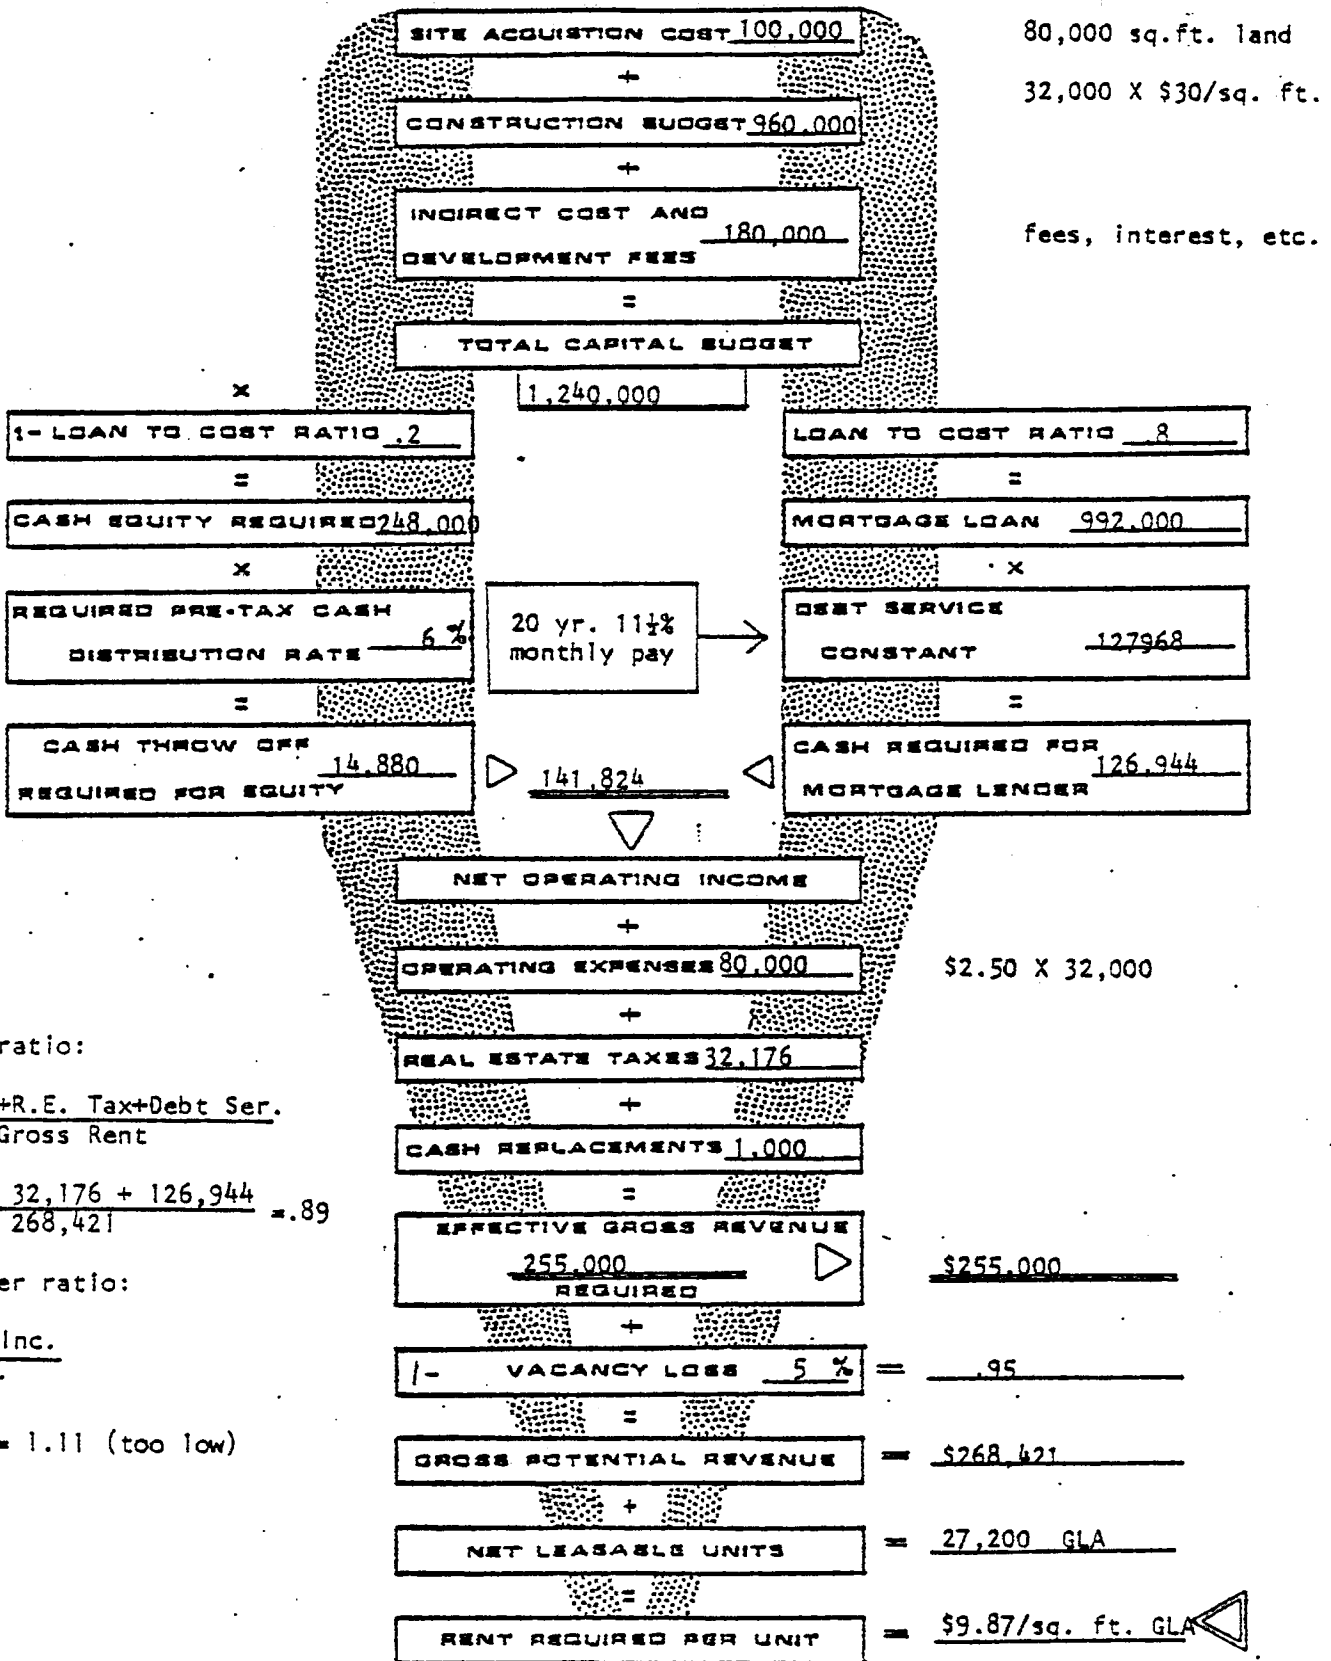 SITE ACQUISTION COST 100,000
80,000 sq.ft. land
+
32,000 X $30/sq. ft.
CONSTRUCTION BUDGET 960,000
+
INDIRECT COST AND
DEVELOPMENT FEES 180,000
fees, interest, etc.
=
TOTAL CAPITAL BUDGET
1,240,000
x
1- LOAN TO COST RATIO .2
LOAN TO COST RATIO .8
=
=
CASH EQUITY REQUIRED 248,000
MORTGAGE LOAN 992,000
x
x
REQUIRED PRE-TAX CASH
DISTRIBUTION RATE 6 %
20 yr. 11½%
monthly pay
DEBT SERVICE
CONSTANT 127968
=
=
CASH THROW OFF
REQUIRED FOR EQUITY 14,880
141,824
CASH REQUIRED FOR
MORTGAGE LENDER 126,944
NET OPERATING INCOME
+
OPERATING EXPENSES 80,000
$2.50 X 32,000
+
REAL ESTATE TAXES 32,176
+
CASH REPLACEMENTS 1,000
=
EFFECTIVE GROSS REVENUE
255,000
REQUIRED
$255,000
+
1- VACANCY LOSS 5 % = .95
=
GROSS POTENTIAL REVENUE = $268,421
+
NET LEASABLE UNITS = 27,200 GLA
=
RENT REQUIRED PER UNIT = $9.87/sq. ft. GLA
ratio:
+R.E. Tax+Debt Ser.
Gross Rent
32,176 + 126,944
268,421
=.89
er ratio:
Inc.
= 1.11 (too low)